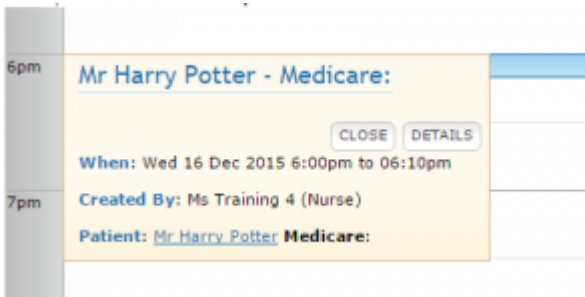 6pm
Mr Harry Potter - Medicare:
CLOSE DETAILS
When: Wed 16 Dec 2015 6:00pm to 06:10pm
7pm
Created By: Ms Training 4 (Nurse)
Patient: Mr Harry Potter Medicare: